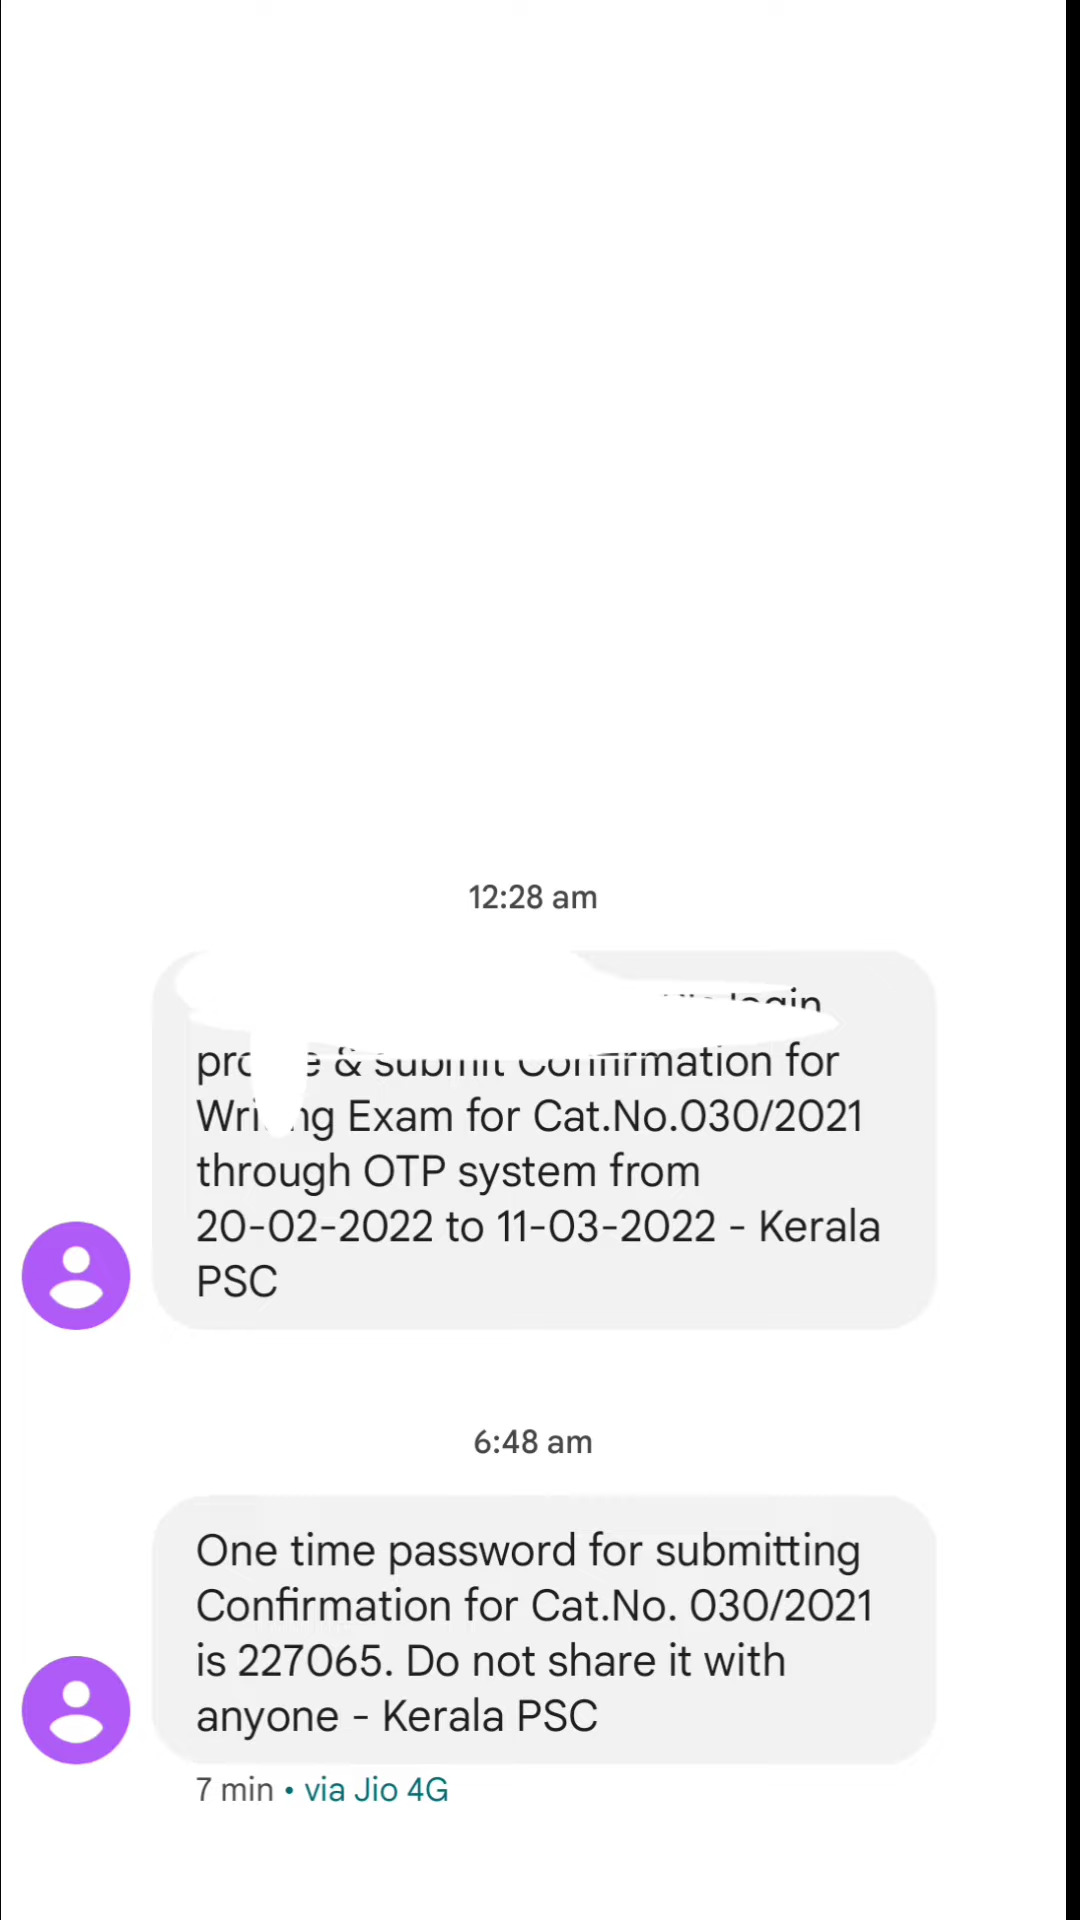 12:28 am
login
& submit Confirmation for
Exam for Cat.No.030/2021
through OTP system from
20-02-2022 to 11-03-2022 - Kerala
PSC
6:48 am
One time password for submitting
Confirmation for Cat.No. 030/2021
is 227065. Do not share it with
anyone - Kerala PSC
7 min • via Jio 4G